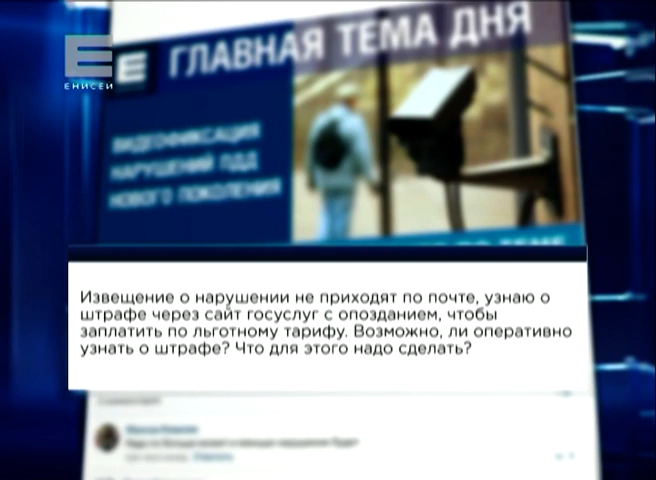 ГЛАВНАЯ ТЕМА ДНЯ
ЕНИСЕЙ
ВИДЕОФИКСАЦИЯ
НАРУШЕНИЙ ПДД
НОВОГО ПОКОЛЕНИЯ
Извещение о нарушении не приходят по почте, узнаю о
штрафе через сайт госуслуг с опозданием, чтобы
заплатить по льготному тарифу. Возможно, ли оперативно
узнать о штрафе? Что для этого надо сделать?